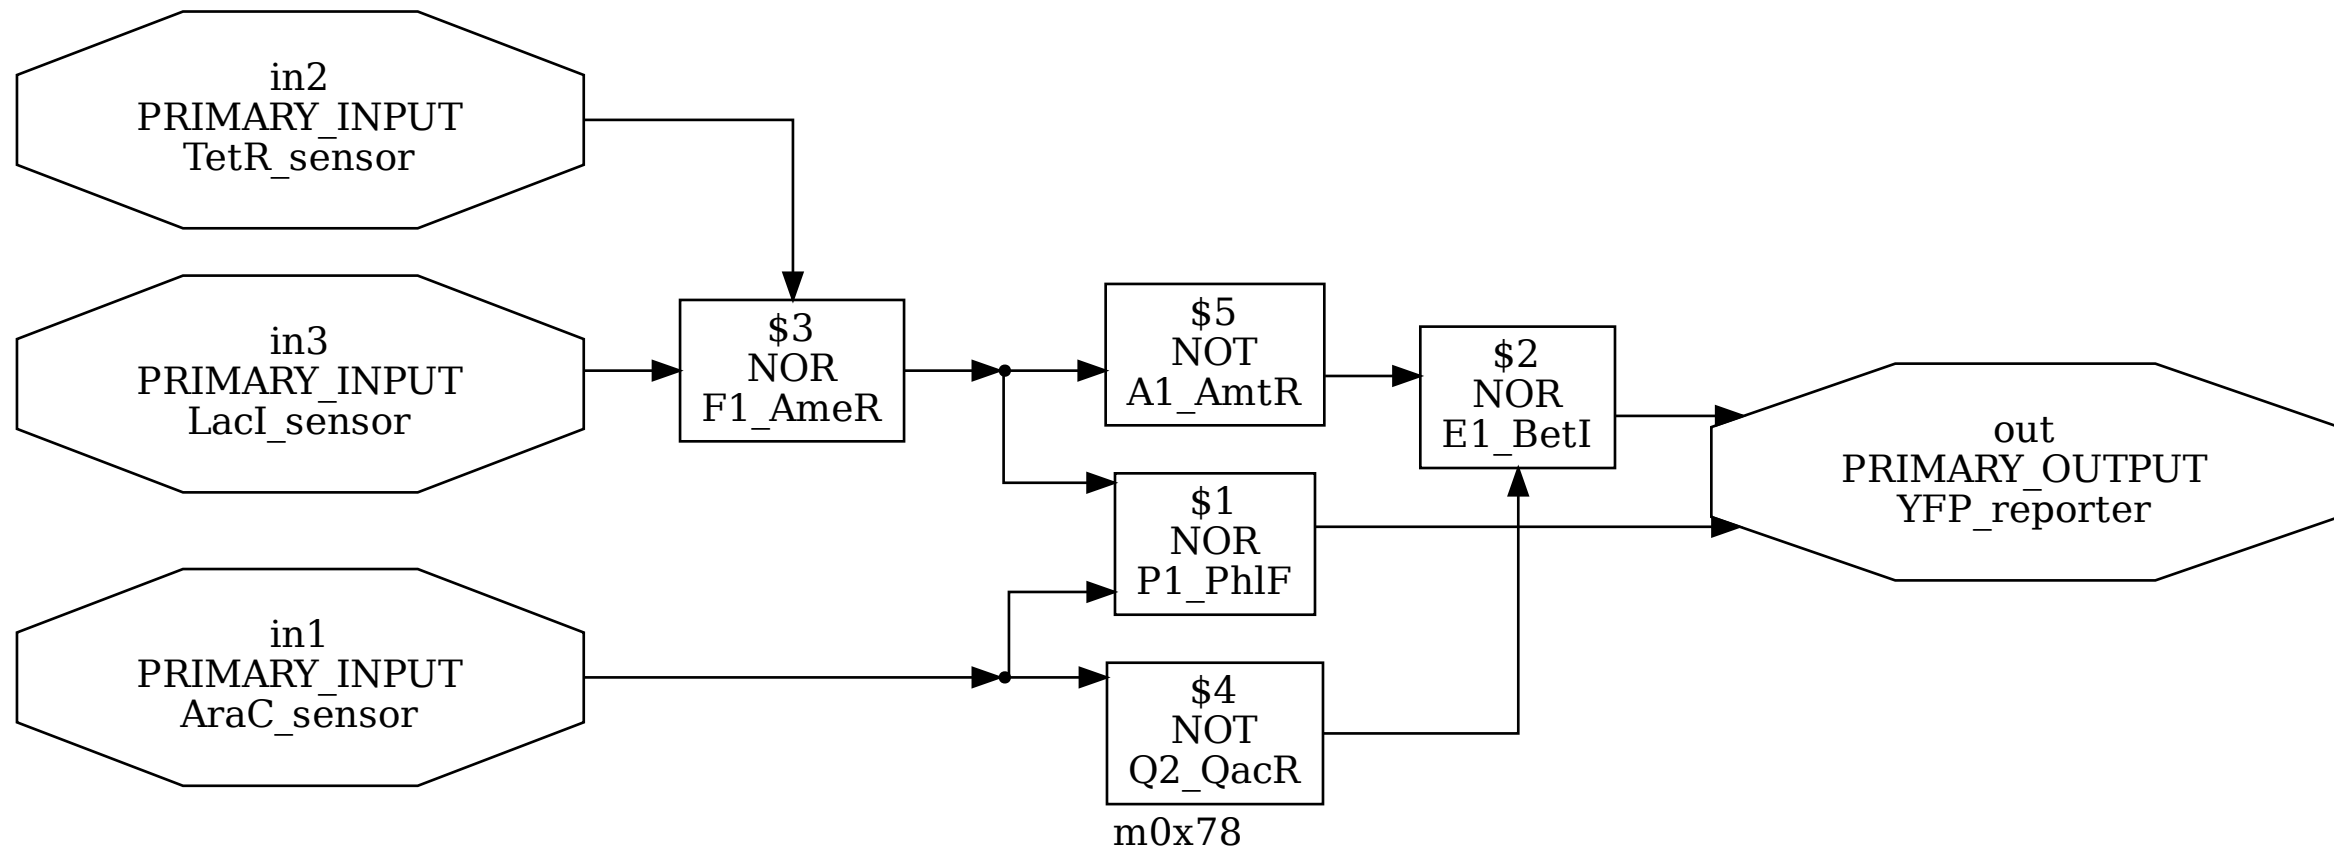 in2
PRIMARY_INPUT
TetR_sensor
in3
PRIMARY_INPUT
LacI_sensor
in1
PRIMARY_INPUT
AraC_sensor
$3
NOR
F1_AmeR
$5
NOT
A1_AmtR
$1
NOR
P1_PhlF
$4
NOT
Q2_QacR
$2
NOR
E1_BetI
out
PRIMARY_OUTPUT
YFP_reporter
m0x78